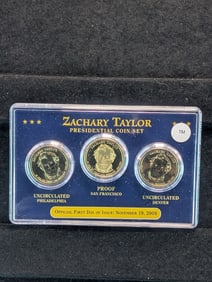 ZACHARY TAYLOR
PRESIDENTIAL COIN SET
7M
UNCIRCULATED
PHILADELPHIA
PROOF
SAN FRANCISCO
UNCIRCULATED
DENVER
OFFICIAL FIRST DAY OF ISSUE: NOVEMBER 19, 2009